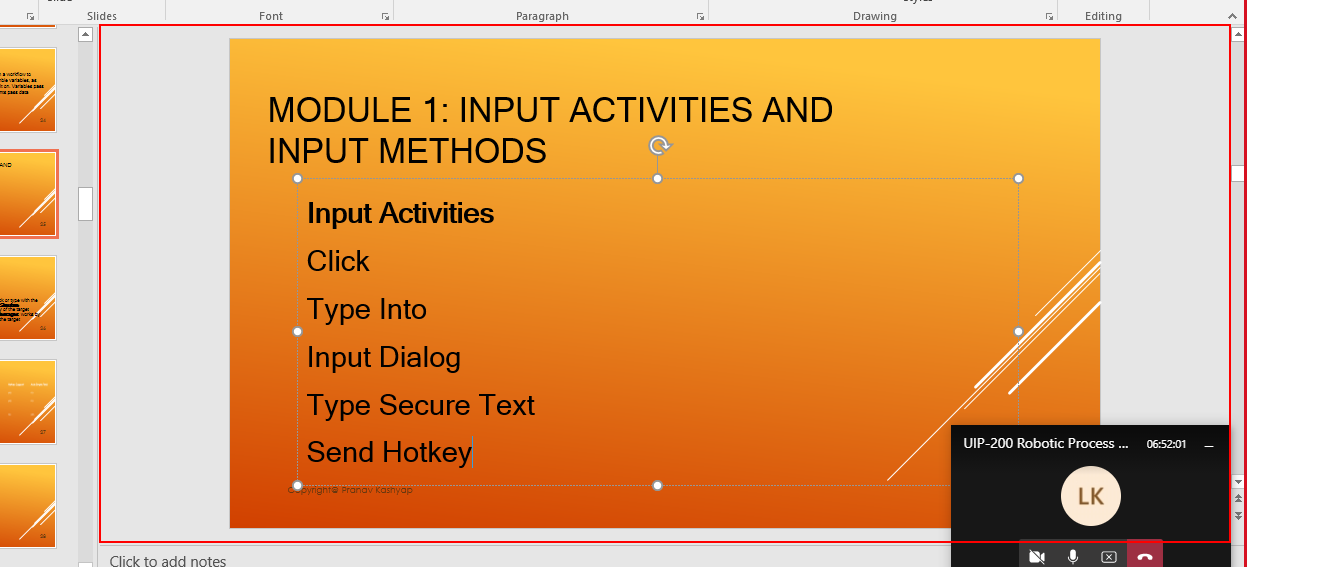 Slides
Font
Paragraph
Drawing
Editing
MODULE 1: INPUT ACTIVITIES AND
INPUT METHODS
Input Activities
Click
Type Into
Input Dialog
Type Secure Text
Send Hotkey
Copyright© Pranav Kashyap
UIP-200 Robotic Process ...
06:52:01
LK
Click to add notes